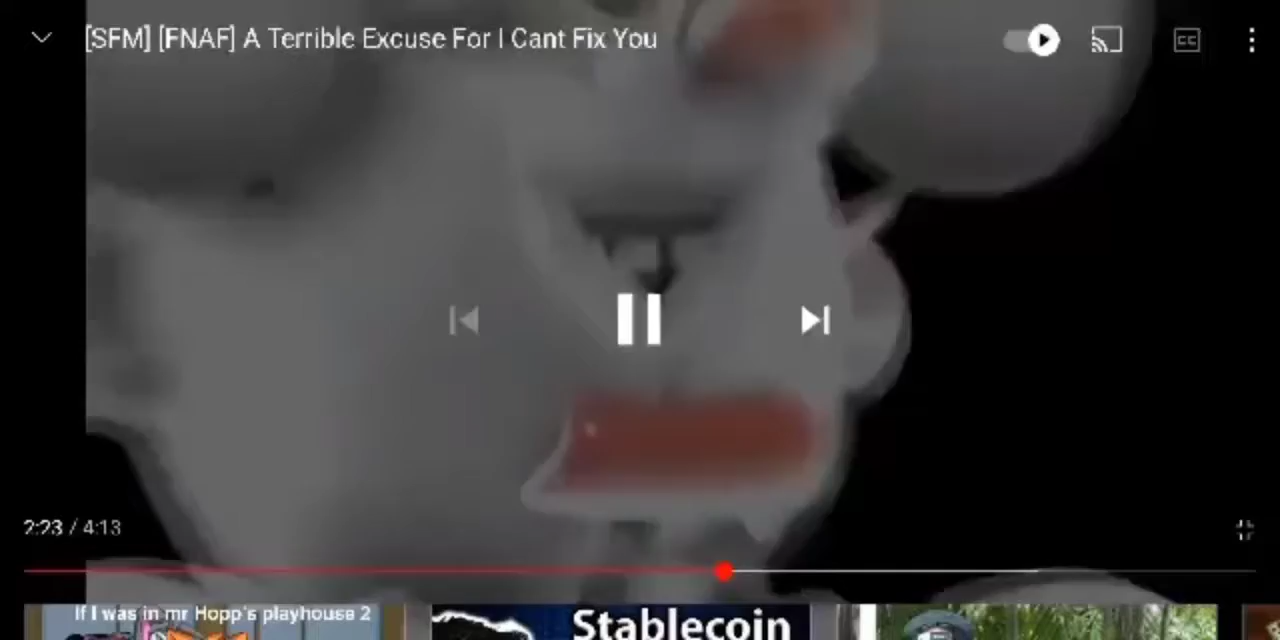 [SFM] [FNAF] A Terrible Excuse For I Cant Fix You
CC
2:23 / 4:13
If I was in mr Hopp's playhouse 2
Stablecoin